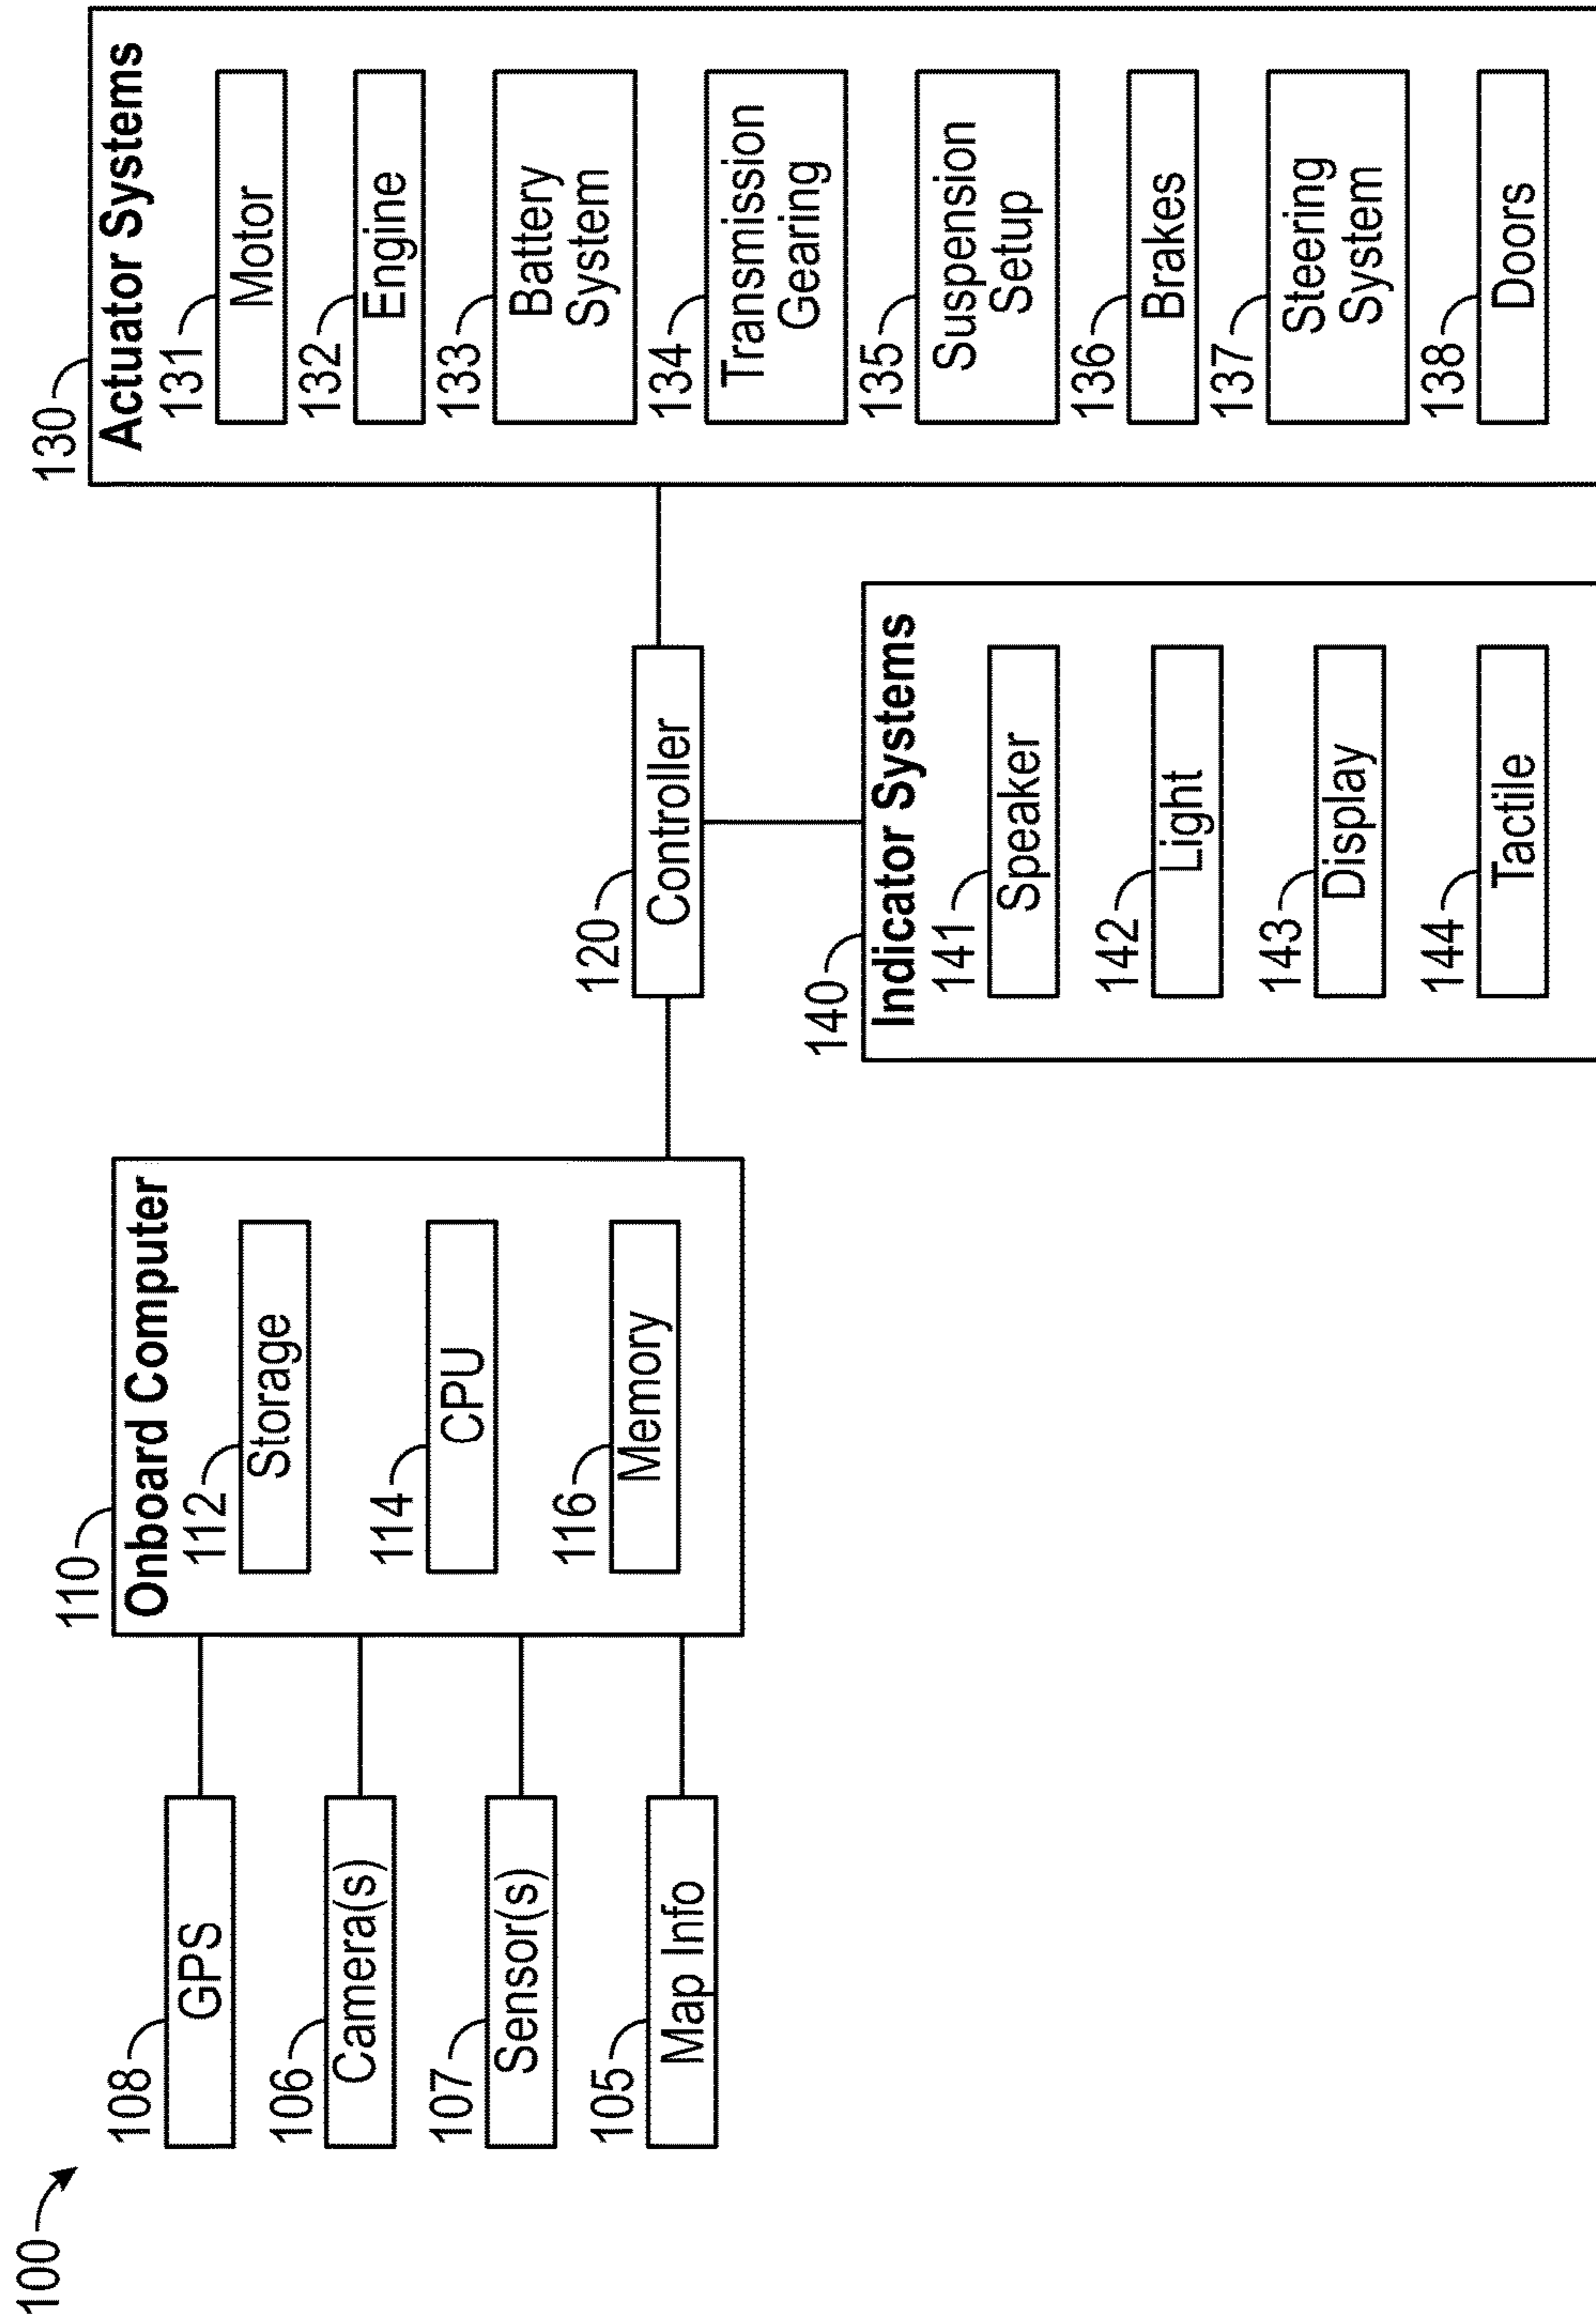 100
108
GPS
106
Camera(s)
107
Sensor(s)
105
Map Info
110
Onboard Computer
112
Storage
114
CPU
116
Memory
120
Controller
140
Indicator Systems
141
Speaker
142
Light
143
Display
144
Tactile
130
Actuator Systems
131
Motor
132
Engine
133
Battery
System
134
Transmission
Gearing
135
Suspension
Setup
136
Brakes
137
Steering
System
138
Doors